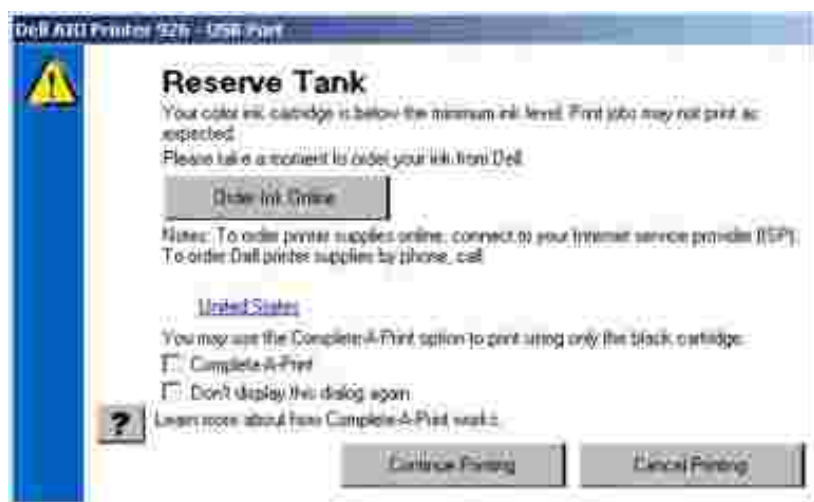 Dell AIO Printer 926 - USB Port
Reserve Tank
Your color ink cartridge is below the minimum ink level. Print jobs may not print as
expected.
Please take a moment to order your ink from Dell.
Order Ink Online
Notes: To order printer supplies online, connect to your Internet service provider (ISP).
To order Dell printer supplies by phone, call
United States
You may use the Complete-A-Print option to print using only the black cartridge.
Complete-A-Print
Don't display this dialog again
? Learn more about how Complete-A-Print works.
Continue Printing
Cancel Printing